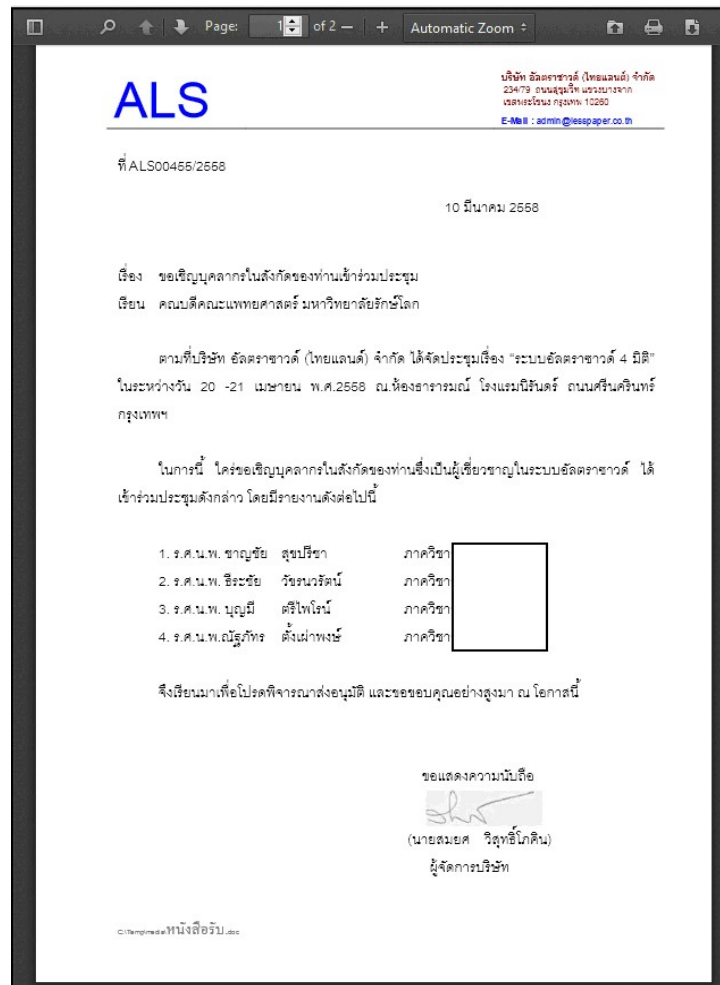 Page: 1 of 2 — + Automatic Zoom
ALS
บริษัท อัลตราซาวด์ (ไทยแลนด์) จำกัด
234/79 ถนนสุขุมวิท แขวงบางจาก
เขตพระโขนง กรุงเทพ 10260
E-Mail : admin@lesspaper.co.th
ที่ ALS00455/2558
10 มีนาคม 2558
เรื่อง ขอเชิญบุคลากรในสังกัดของท่านเข้าร่วมประชุม
เรียน คณบดีคณะแพทยศาสตร์ มหาวิทยาลัยรักษ์โลก
ตามที่บริษัท อัลตราซาวด์ (ไทยแลนด์) จำกัด ได้จัดประชุมเรื่อง "ระบบอัลตราซาวด์ 4 มิติ"
ในระหว่างวัน 20 -21 เมษายน พ.ศ.2558 ณ.ห้องธารารมณ์ โรงแรมนิรันดร์ ถนนศรีนครินทร์
กรุงเทพฯ
ในการนี้ ใคร่ขอเชิญบุคลากรในสังกัดของท่านซึ่งเป็นผู้เชี่ยวชาญในระบบอัลตราซาวด์ ได้
เข้าร่วมประชุมดังกล่าว โดยมีรายงานดังต่อไปนี้
1. ร.ศ.น.พ. ชาญชัย สุขปรีชา ภาควิชา
2. ร.ศ.น.พ. ธีระชัย วัชรนวรัตน์ ภาควิชา
3. ร.ศ.น.พ. บุญมี ตรีไพโรน์ ภาควิชา
4. ร.ศ.น.พ.ณัฐภัทร ตั้งเผ่าพงษ์ ภาควิชา
จึงเรียนมาเพื่อโปรดพิจารณาส่งอนุมัติ และขอขอบคุณอย่างสูงมา ณ โอกาสนี้
ขอแสดงความนับถือ
(นายสมยศ วิสุทธิ์โภคิน)
ผู้จัดการบริษัท
C:\Temp\media\หนังสือรับ.doc